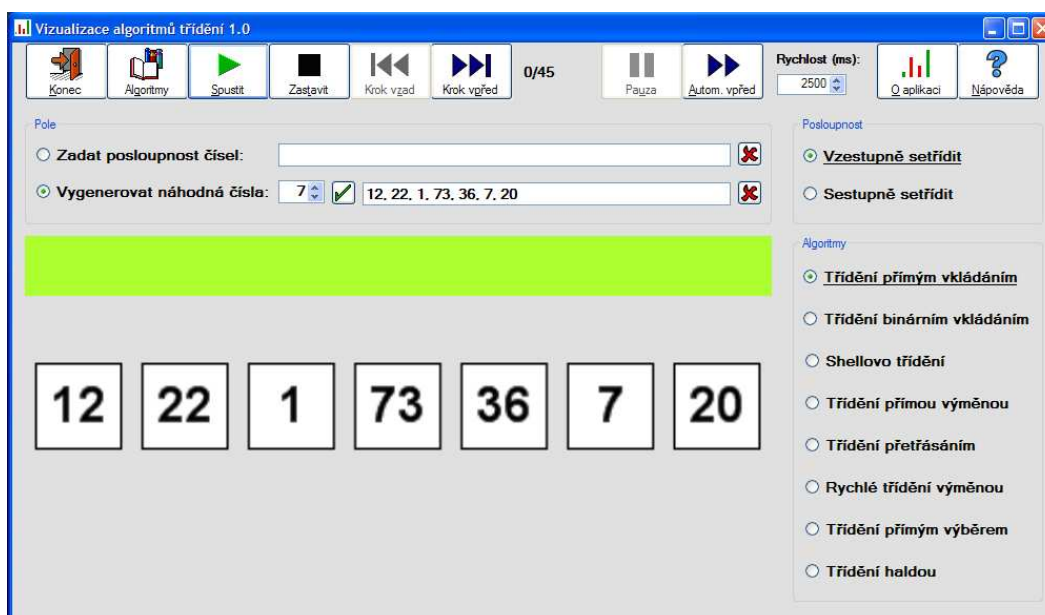 Vizualizace algoritmů třídění 1.0
Konec
Algoritmy
Spustit
Zastavit
Krok vzad
Krok vpřed
0/45
Pauza
Autom. vpřed
Rychlost (ms):
2500
O aplikaci
Nápověda
Pole
Zadat posloupnost čísel:
Vygenerovat náhodná čísla: 7 12, 22, 1, 73, 36, 7, 20
Posloupnost
Vzestupně setřídit
Sestupně setřídit
12 22 1 73 36 7 20
Algoritmy
Třídění přímým vkládáním
Třídění binárním vkládáním
Shellovo třídění
Třídění přímou výměnou
Třídění přetřásáním
Rychlé třídění výměnou
Třídění přímým výběrem
Třídění haldou